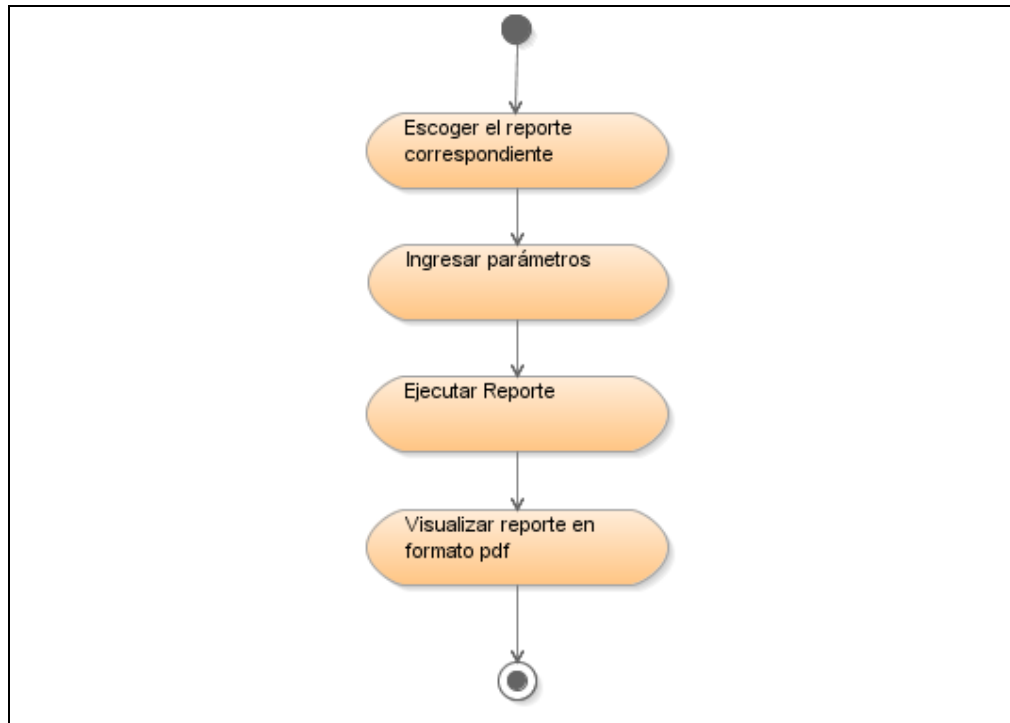 Escoger el reporte
correspondiente
Ingresar parámetros
Ejecutar Reporte
Visualizar reporte en
formato pdf